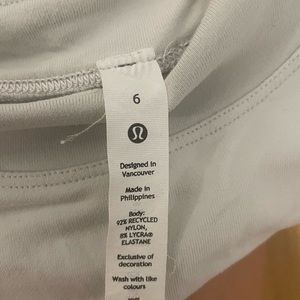 6
Designed in
Vancouver
Made in
Philippines
Body:
92% RECYCLED
NYLON,
8% LYCRA®
ELASTANE
Exclusive of
decoration
Wash with like
colours